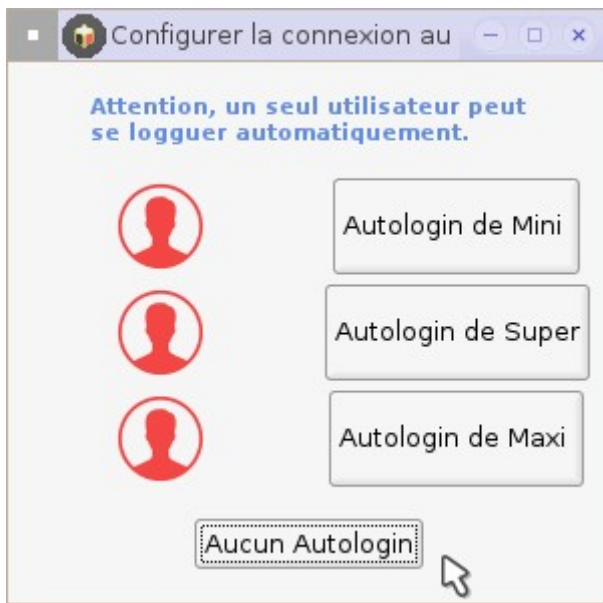 Configurer la connexion au
Attention, un seul utilisateur peut
se logguer automatiquement.
Autologin de Mini
Autologin de Super
Autologin de Maxi
Aucun Autologin